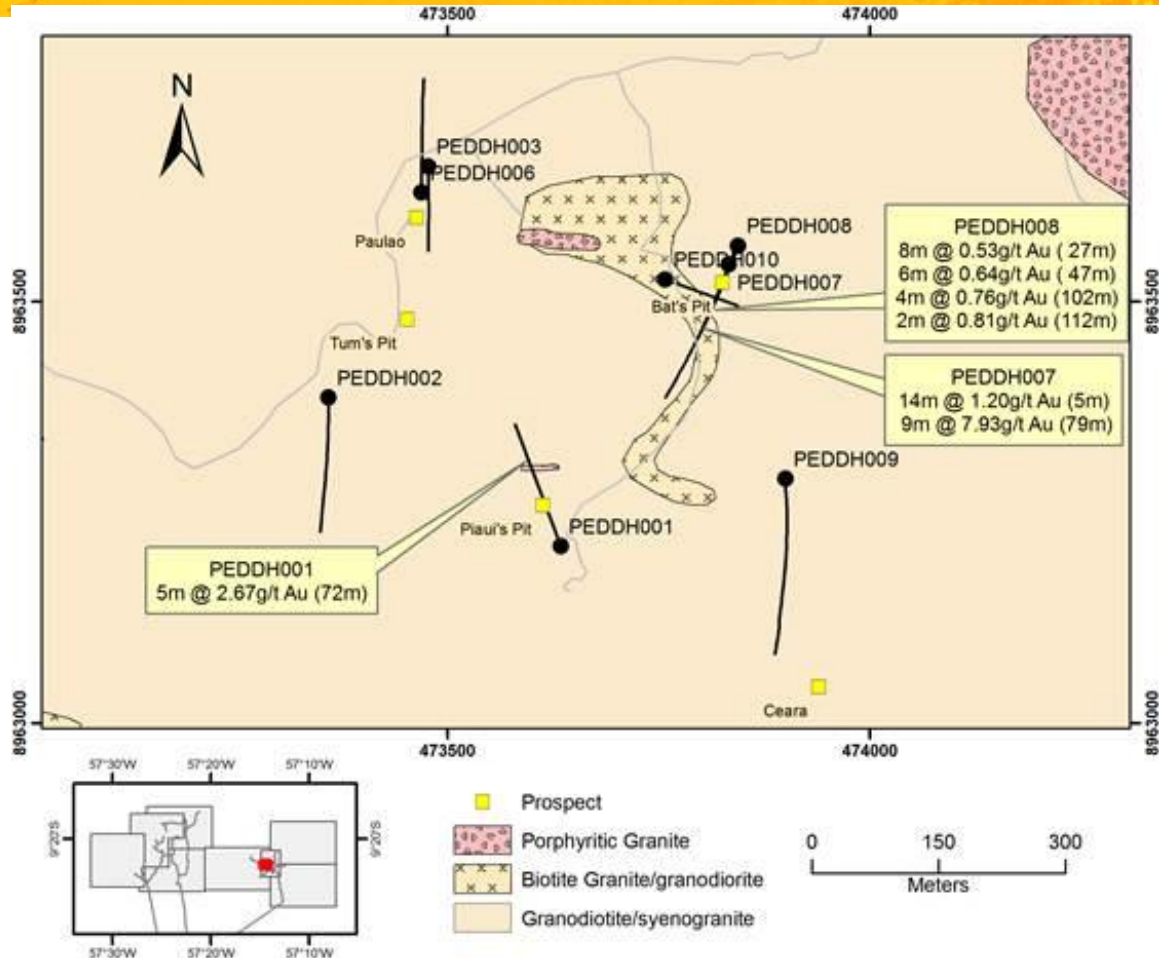 473500
474000
N
PEDDH003
PEDDH006
Paulao
PEDDH008
PEDDH010
PEDDH007
Bat's Pit
PEDDH008
8m @ 0.53g/t Au ( 27m)
6m @ 0.64g/t Au ( 47m)
4m @ 0.76g/t Au (102m)
2m @ 0.81g/t Au (112m)
8963500
8963500
Tum's Pit
PEDDH002
PEDDH007
14m @ 1.20g/t Au (5m)
9m @ 7.93g/t Au (79m)
PEDDH009
Piaui's Pit
PEDDH001
PEDDH001
5m @ 2.67g/t Au (72m)
Ceara
8963000
8963000
473500
474000
57°30'W
57°20'W
57°10'W
9°20'S
9°20'S
57°30'W
57°20'W
57°10'W
Prospect
Porphyritic Granite
Biotite Granite/granodiorite
Granodiotite/syenogranite
0
150
300
Meters